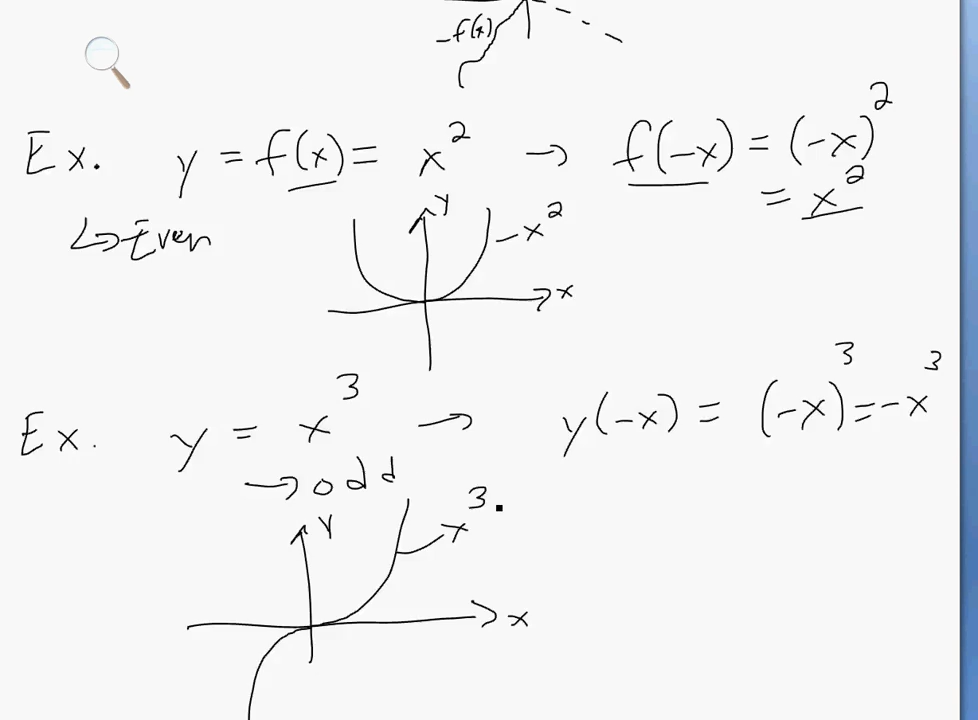 -f(x)
Ex. y = f(x) = x² → f(-x) = (-x)²
= x²
↳ Even
y
x²
x
Ex. y = x³ → y(-x) = (-x)³ = -x³
→ odd
y
x³
x